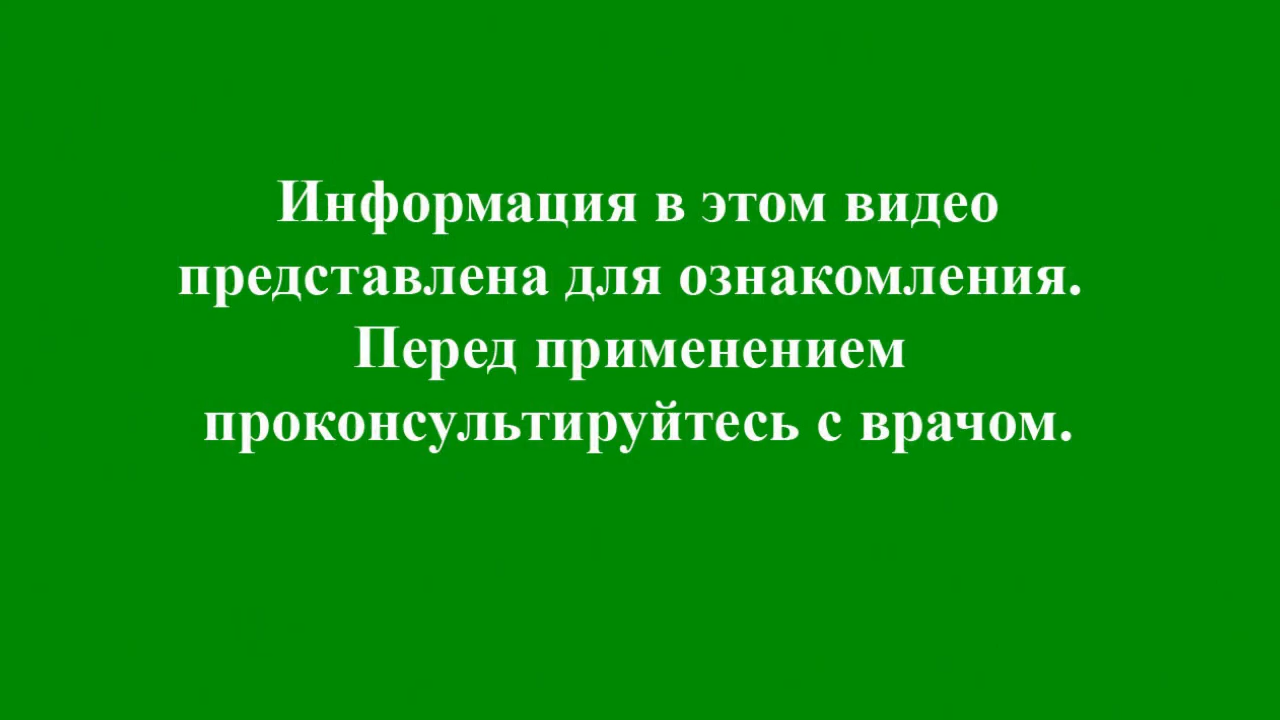 Информация в этом видео
представлена для ознакомления.
Перед применением
проконсультируйтесь с врачом.